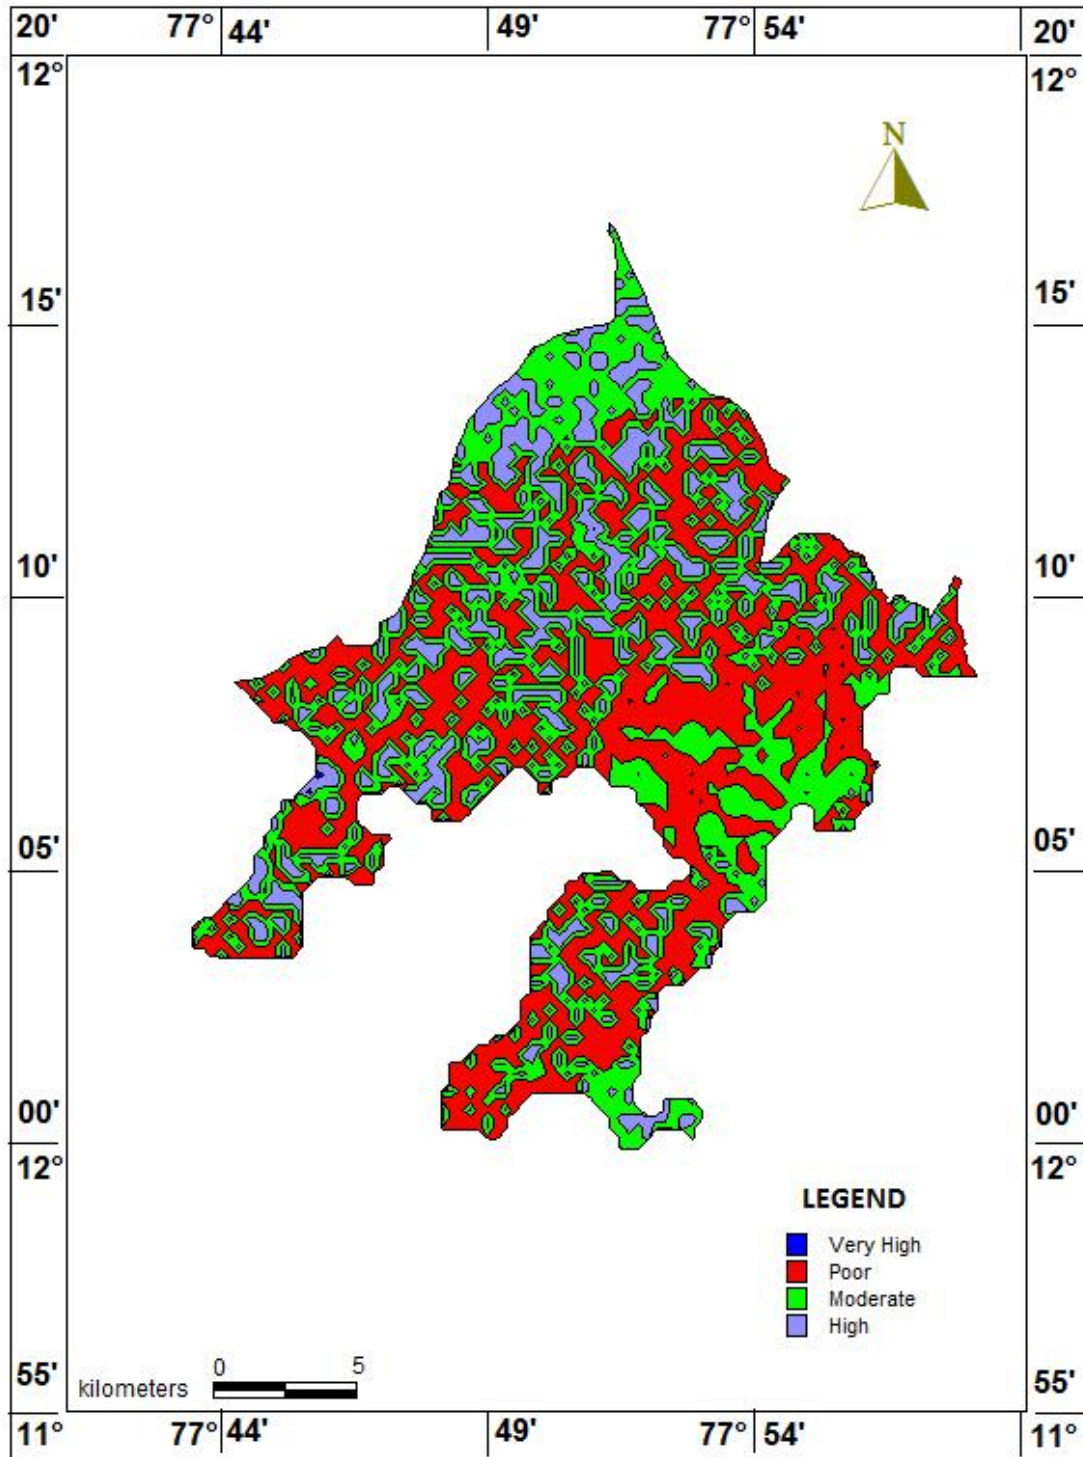 20' 77° 44' 49' 77° 54' 20'
12° 12°
N
15' 15'
10' 10'
05' 05'
00' 00'
12° 12°
LEGEND
Very High
Poor
Moderate
High
0 5
kilometers
55' 55'
11° 77° 44' 49' 77° 54' 11°